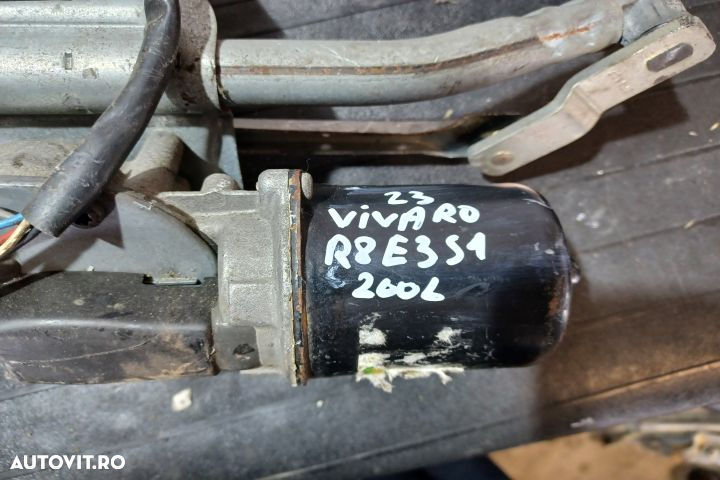 23
VIVARO
R8E3S1
2006
AUTOVIT.RO